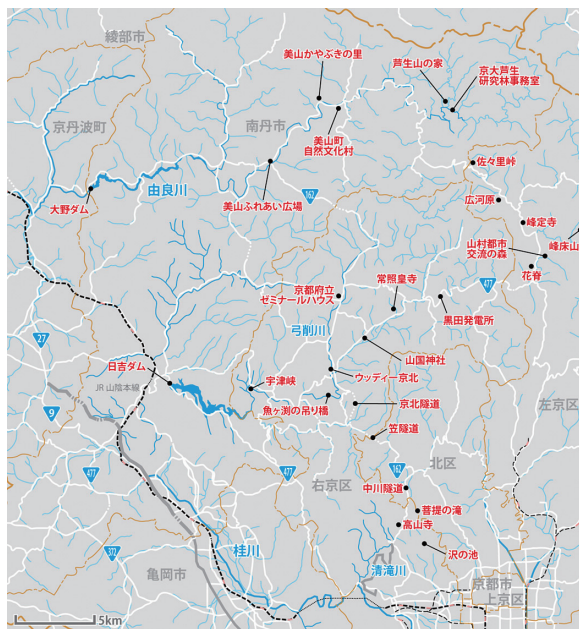 綾部市
美山かやぶきの里
芦生山の家
京大芦生
研究林事務室
京丹波町
南丹市
美山町
自然文化村
佐々里峠
由良川
162
広河原
大野ダム
美山ふれあい広場
峰定寺
山村都市
交流の森
峰床山
花脊
京都府立
ゼミナールハウス
常照皇寺
477
弓削川
黒田発電所
27
山国神社
日吉ダム
ウッディー京北
JR山陰本線
宇津峡
9
魚ヶ渕の吊り橋
京北隧道
左京区
笠隧道
477
477
右京区
162
北区
中川隧道
菩提の滝
高山寺
372
桂川
沢の池
清滝川
亀岡市
京都市
上京区
5km